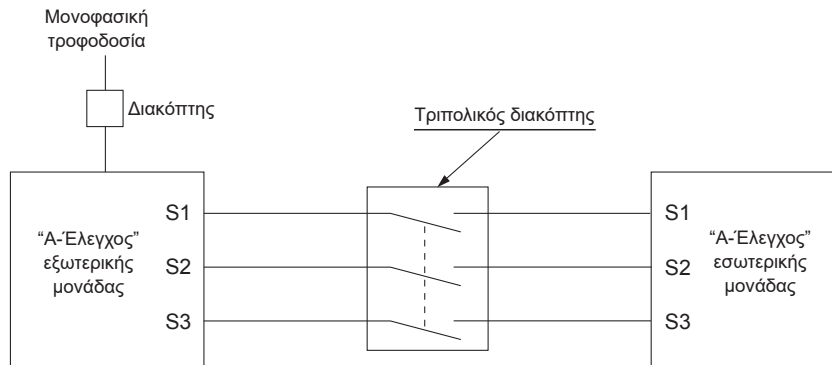 Μονοφασική
τροφοδοσία
Διακόπτης
Τριπολικός διακόπτης
“Α-Έλεγχος”
εξωτερικής
μονάδας
S1
S2
S3
S1
S2
S3
“Α-Έλεγχος”
εσωτερικής
μονάδας